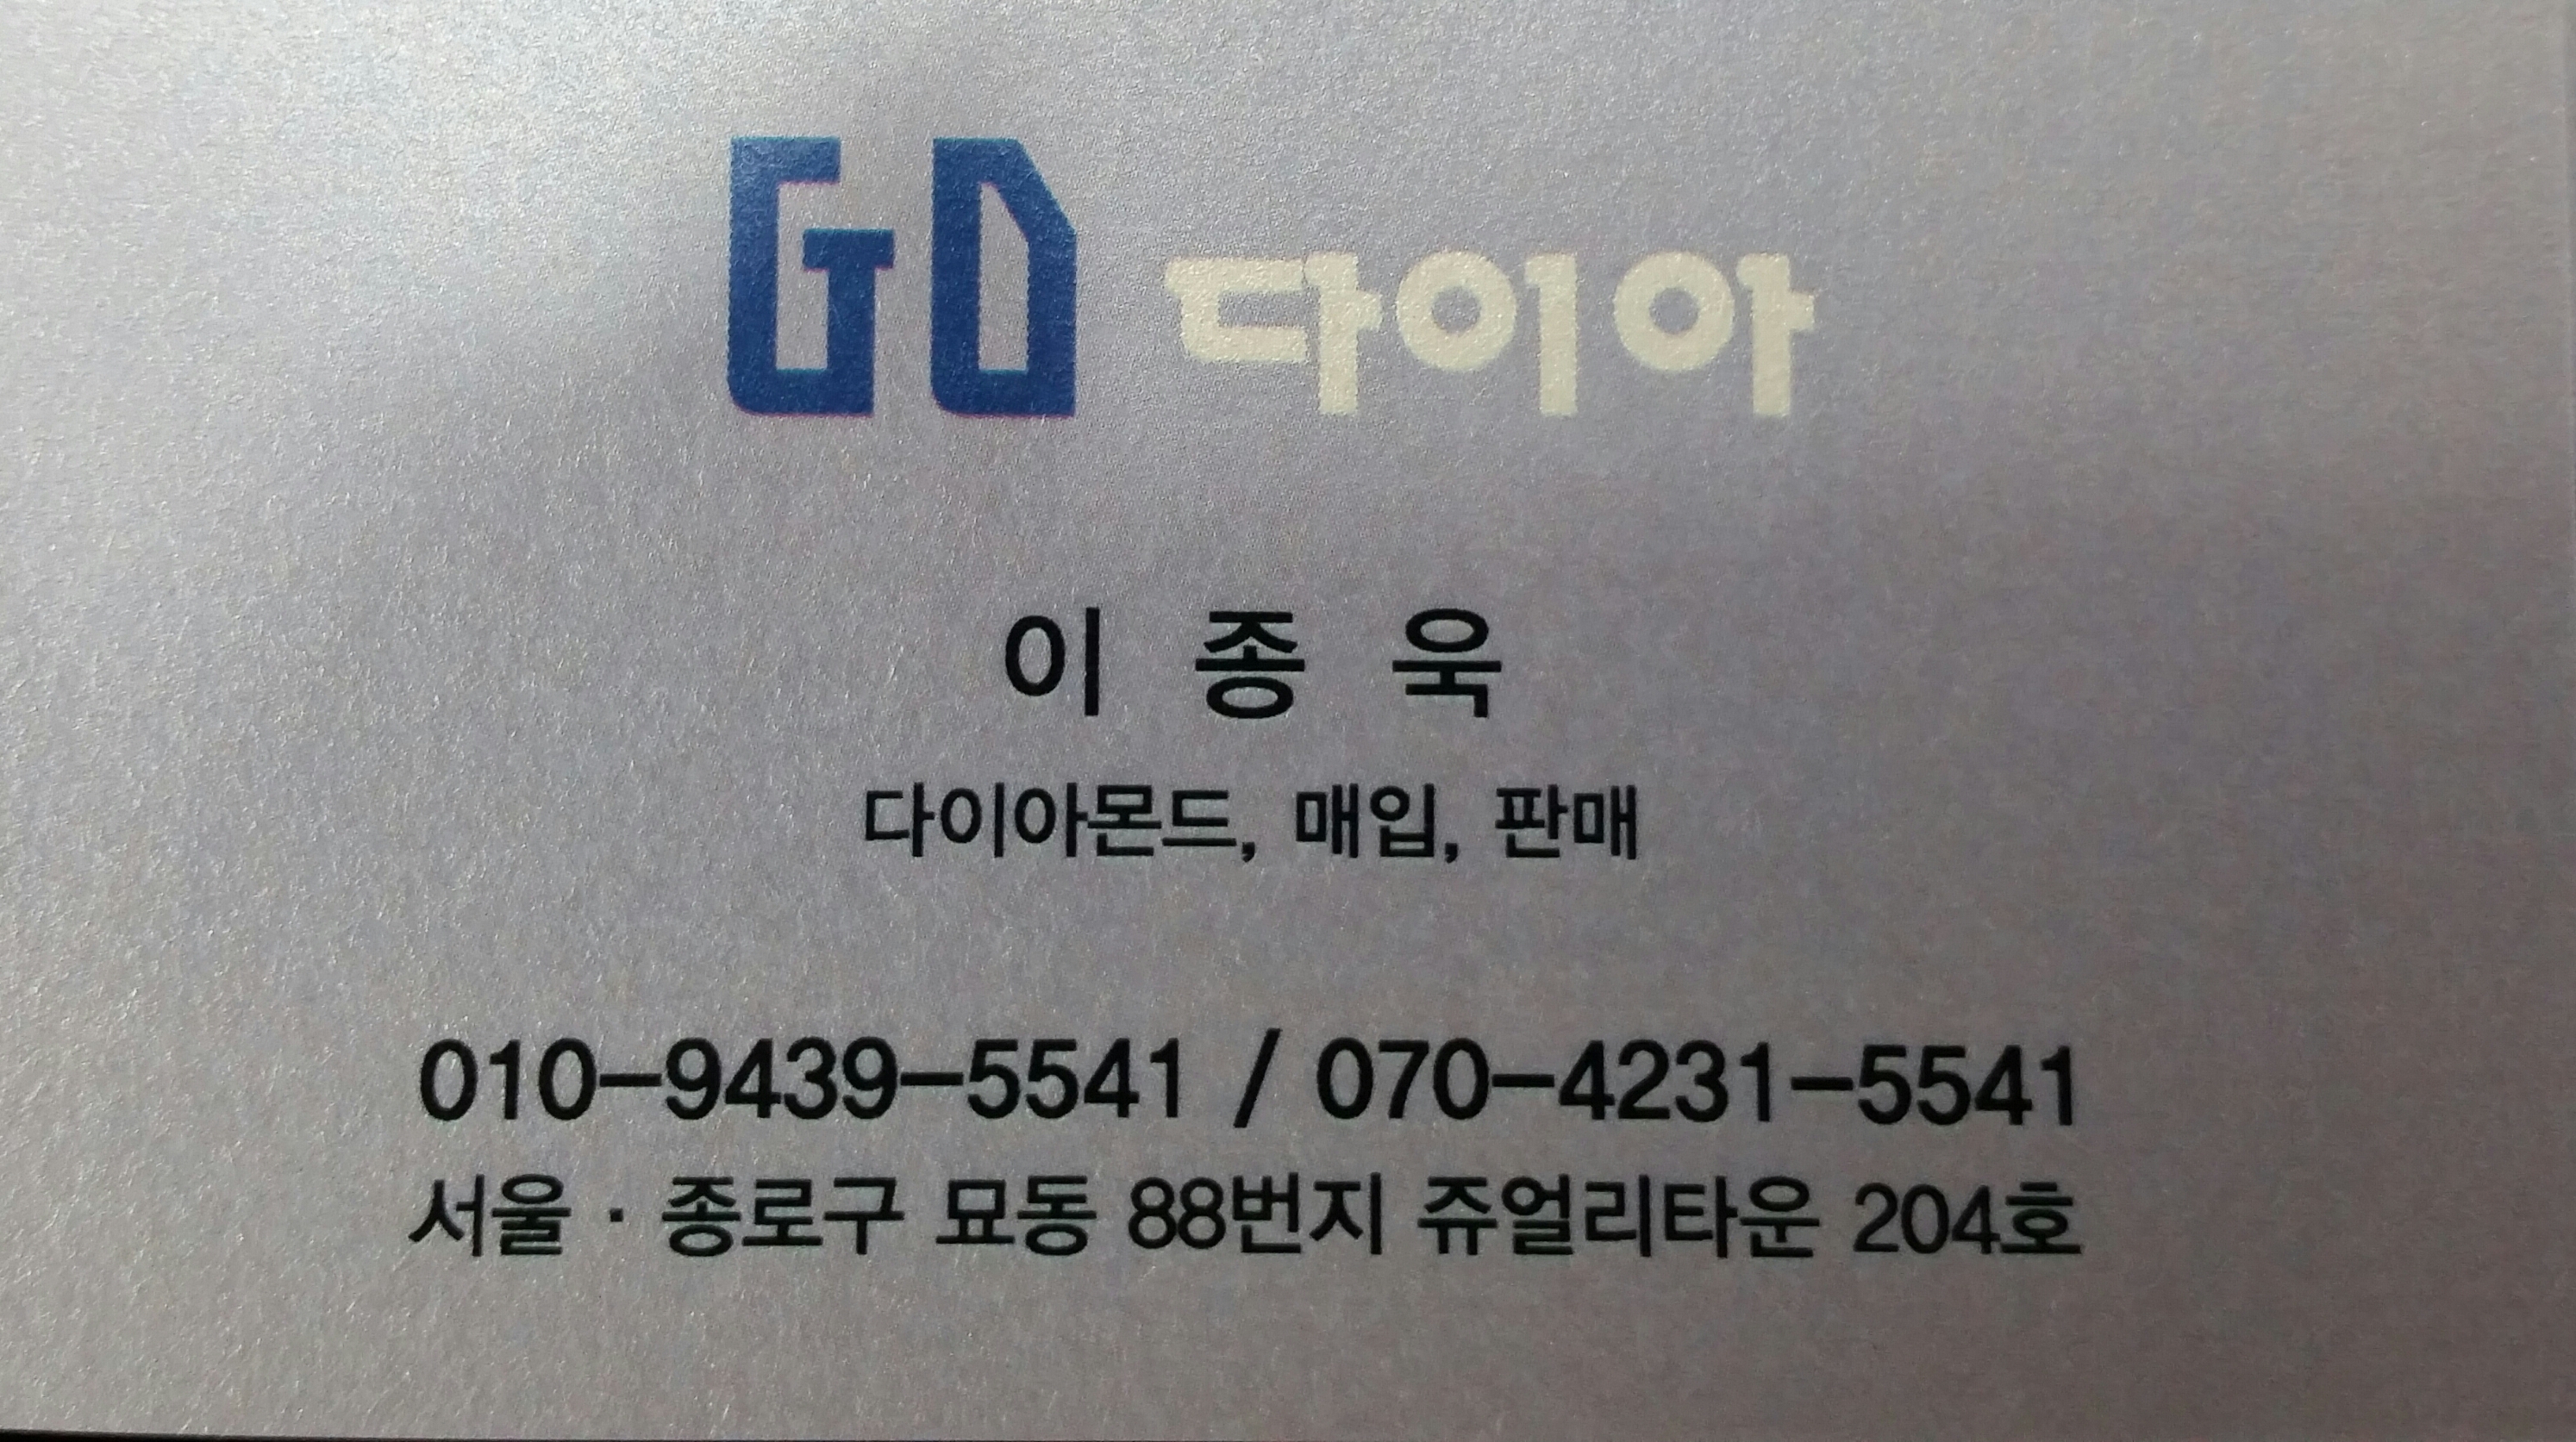 GD 다이아
이 종 욱
다이아몬드, 매입, 판매
010-9439-5541 / 070-4231-5541
서울 · 종로구 묘동 88번지 쥬얼리타운 204호